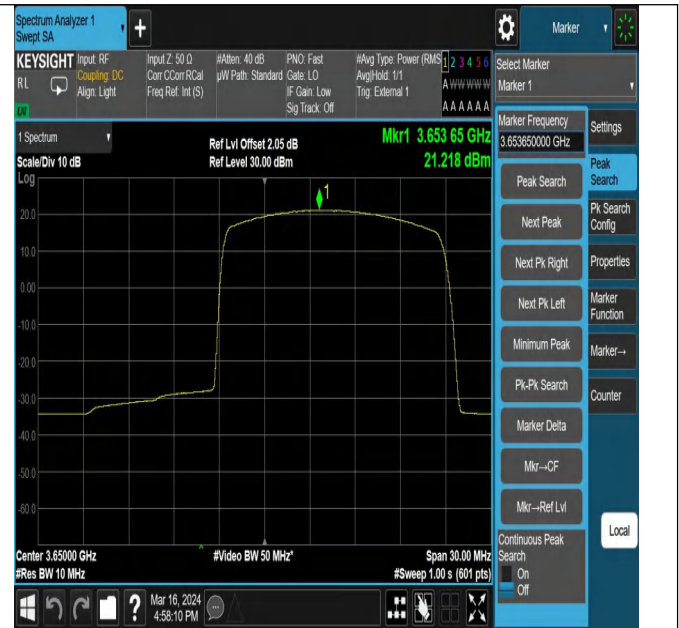 Spectrum Analyzer 1
Swept SA
Marker
KEYSIGHT
RL
LXI
Input: RF
Coupling: DC
Align: Light
Input Z: 50 Ω
Corr CCorr RCal
Freq Ref: Int (S)
#Atten: 40 dB
µW Path: Standard
PNO: Fast
Gate: LO
IF Gain: Low
Sig Track: Off
#Avg Type: Power (RMS
Avg|Hold: 1/1
Trig: External 1
1 2 3 4 5 6
A W W W W W
A A A A A A
Select Marker
Marker 1
1 Spectrum
Scale/Div 10 dB
Log
Ref Lvl Offset 2.05 dB
Ref Level 30.00 dBm
Mkr1 3.653 65 GHz
21.218 dBm
1
20.0
10.0
0.00
-10.0
-20.0
-30.0
-40.0
-50.0
-60.0
Center 3.65000 GHz
#Res BW 10 MHz
#Video BW 50 MHz*
Span 30.00 MHz
#Sweep 1.00 s (601 pts)
Marker Frequency
3.653650000 GHz
Peak Search
Next Peak
Next Pk Right
Next Pk Left
Minimum Peak
Pk-Pk Search
Marker Delta
Mkr→CF
Mkr→Ref Lvl
Continuous Peak
Search
On
Off
Settings
Peak
Search
Pk Search
Config
Properties
Marker
Function
Marker→
Counter
Local
?
Mar 16, 2024
4:58:10 PM